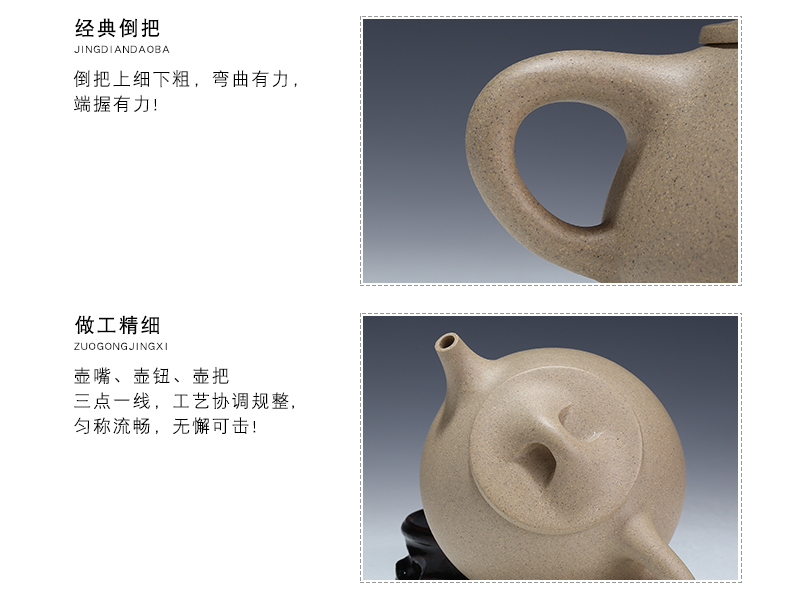 经典倒把
JINGDIANDAOBA
倒把上细下粗，弯曲有力，
端握有力！
做工精细
ZUOGONGJINGXI
壶嘴、壶钮、壶把
三点一线，工艺协调规整，
匀称流畅，无懈可击！